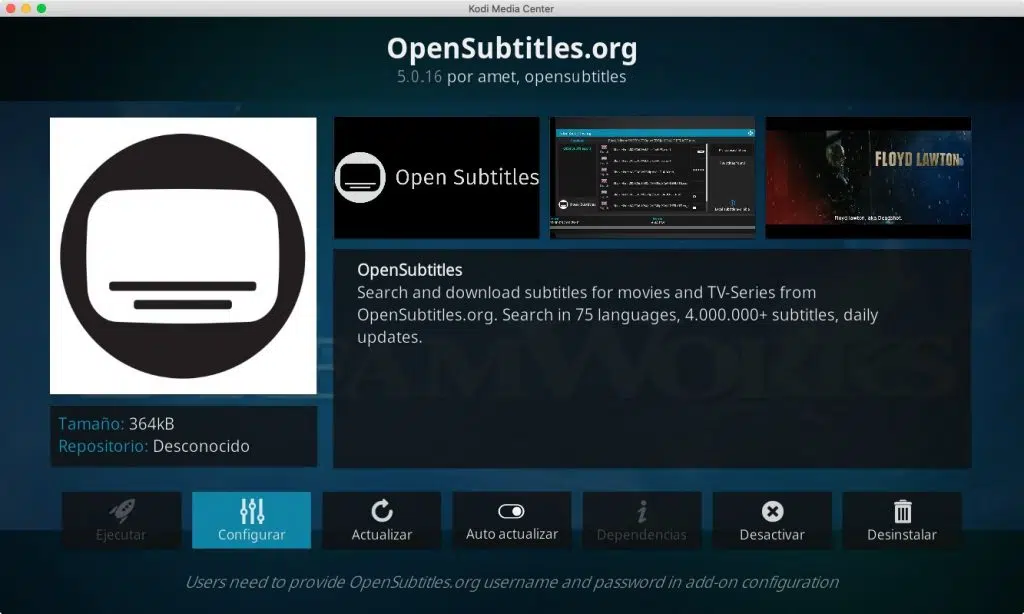 Kodi Media Center
OpenSubtitles.org
5.0.16 por amet, opensubtitles
Open Subtitles
FLOYD LAWTON
Floyd lawton, aka Deadshot.
OpenSubtitles
Search and download subtitles for movies and TV-Series from
OpenSubtitles.org. Search in 75 languages, 4.000.000+ subtitles, daily
updates.
Tamaño: 364kB
Repositorio: Desconocido
Ejecutar
Configurar
Actualizar
Auto actualizar
Dependencias
Desactivar
Desinstalar
Users need to provide OpenSubtitles.org username and password in add-on configuration